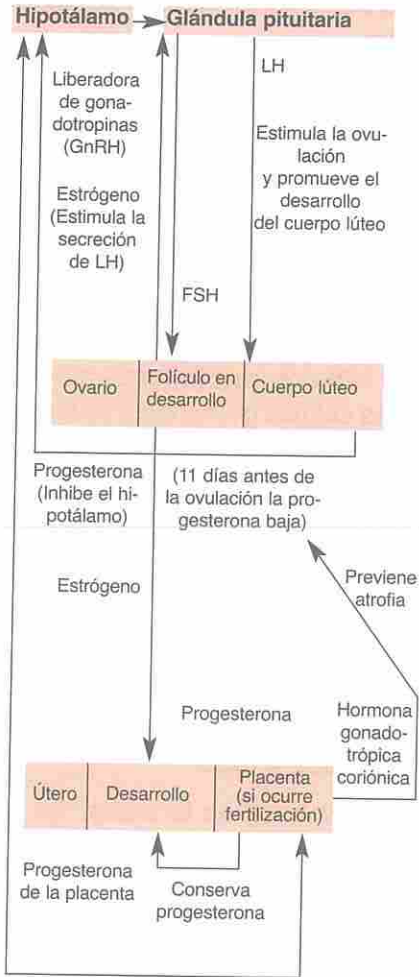 Hipotálamo
Glándula pituitaria
Liberadora
de gona-
dotropinas
(GnRH)
LH
Estrógeno
(Estimula la
secreción
de LH)
Estimula la ovu-
lación
y promueve el
desarrollo
del cuerpo lúteo
FSH
Ovario
Folículo en
desarrollo
Cuerpo lúteo
Progesterona
(Inhibe el hi-
potálamo)
(11 días antes de
la ovulación la pro-
gesterona baja)
Estrógeno
Previene
atrofia
Progesterona
Hormona
gonado-
trópica
coriónica
Útero
Desarrollo
Placenta
(si ocurre
fertilización)
Progesterona
de la placenta
Conserva
progesterona